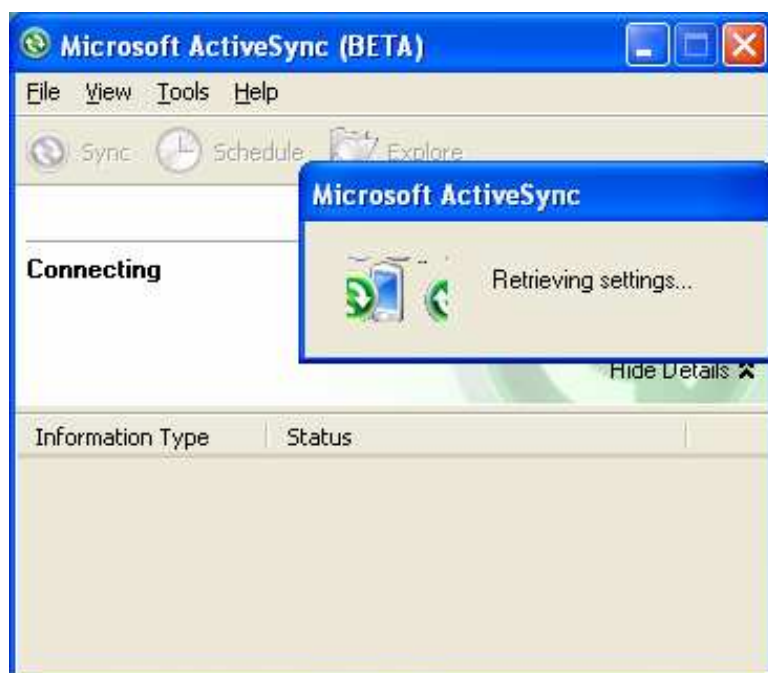 Microsoft ActiveSync (BETA)
File View Tools Help
Sync Schedule Explore
Microsoft ActiveSync
Connecting
Retrieving settings...
Hide Details
Information Type Status